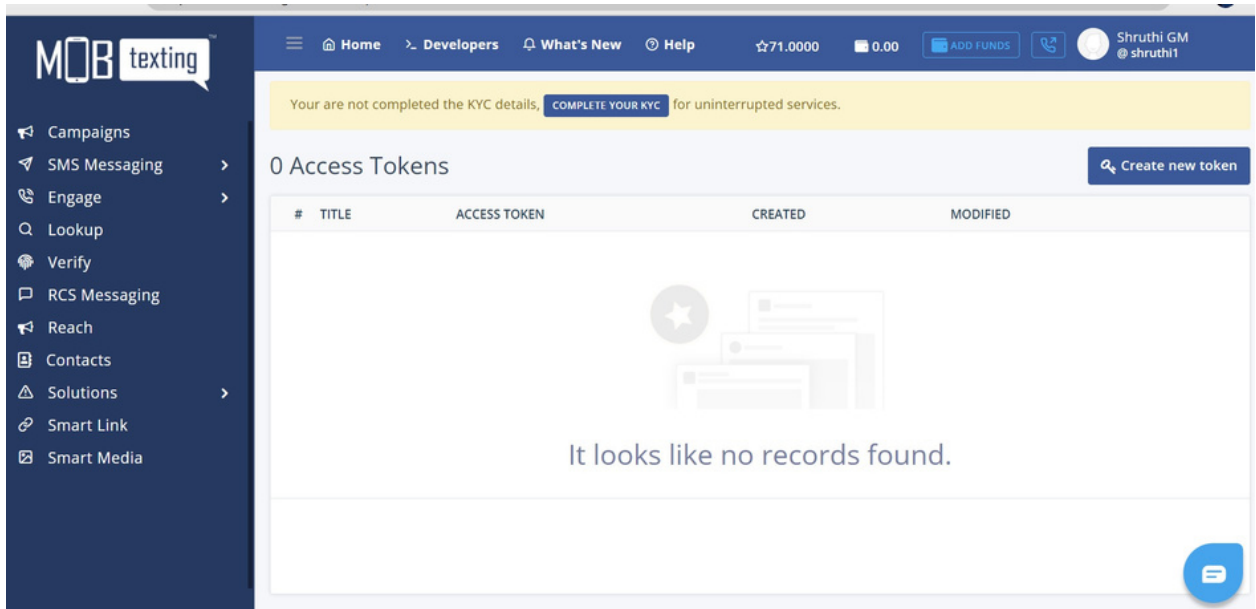 MOB texting
TM
Home Developers What's New Help 71.0000 0.00 ADD FUNDS Shruthi GM
@ shruthi1
Your are not completed the KYC details, COMPLETE YOUR KYC for uninterrupted services.
Campaigns
SMS Messaging
Engage
Lookup
Verify
RCS Messaging
Reach
Contacts
Solutions
Smart Link
Smart Media
0 Access Tokens
Create new token
# TITLE ACCESS TOKEN CREATED MODIFIED
It looks like no records found.